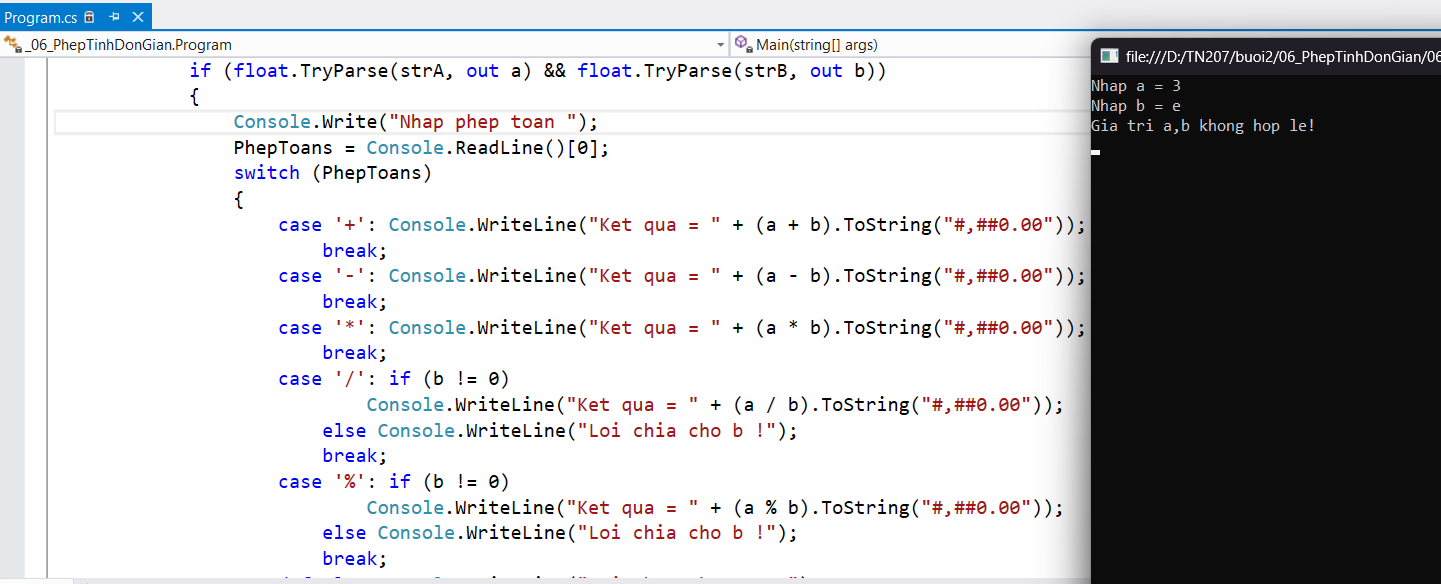 Program.cs
_06_PhepTinhDonGian.Program
Main(string[] args)
if (float.TryParse(strA, out a) && float.TryParse(strB, out b))
{
Console.Write("Nhap phep toan ");
PhepToans = Console.ReadLine()[0];
switch (PhepToans)
{
case '+': Console.WriteLine("Ket qua = " + (a + b).ToString("#,##0.00"));
break;
case '-': Console.WriteLine("Ket qua = " + (a - b).ToString("#,##0.00"));
break;
case '*': Console.WriteLine("Ket qua = " + (a * b).ToString("#,##0.00"));
break;
case '/': if (b != 0)
Console.WriteLine("Ket qua = " + (a / b).ToString("#,##0.00"));
else Console.WriteLine("Loi chia cho b !");
break;
case '%': if (b != 0)
Console.WriteLine("Ket qua = " + (a % b).ToString("#,##0.00"));
else Console.WriteLine("Loi chia cho b !");
break;
file:///D:/TN207/buoi2/06_PhepTinhDonGian/06
Nhap a = 3
Nhap b = e
Gia tri a,b khong hop le!